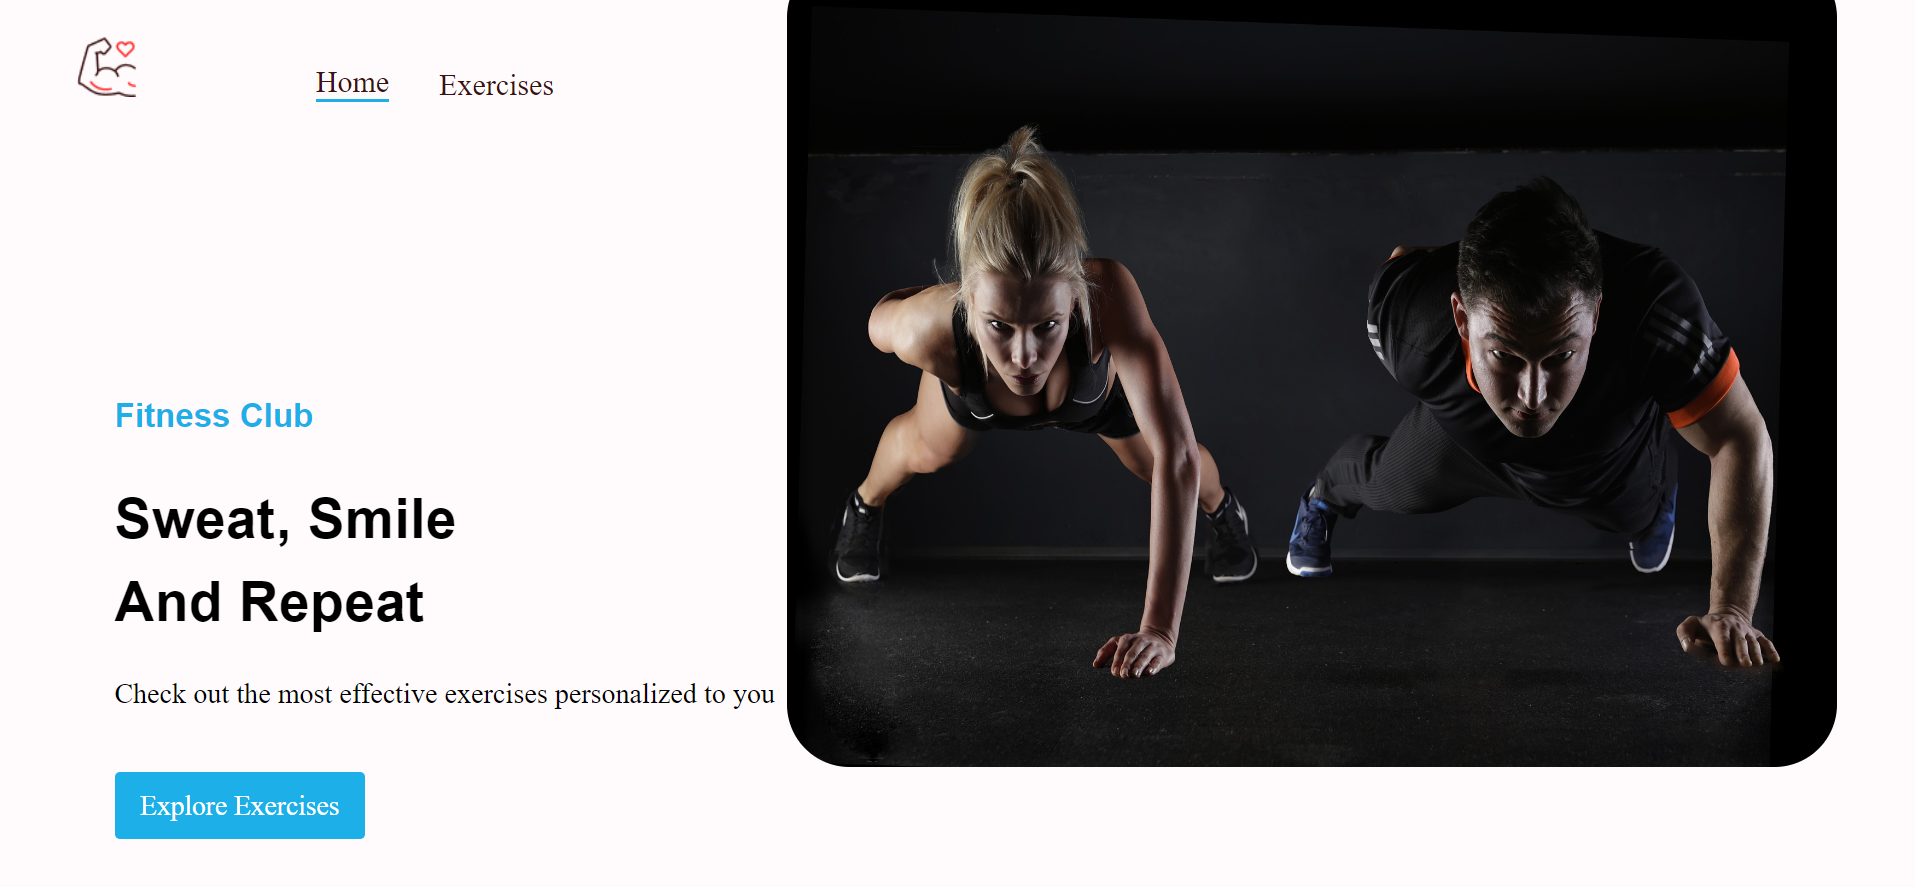 Home
Exercises
Fitness Club
Sweat, Smile
And Repeat
Check out the most effective exercises personalized to you
Explore Exercises